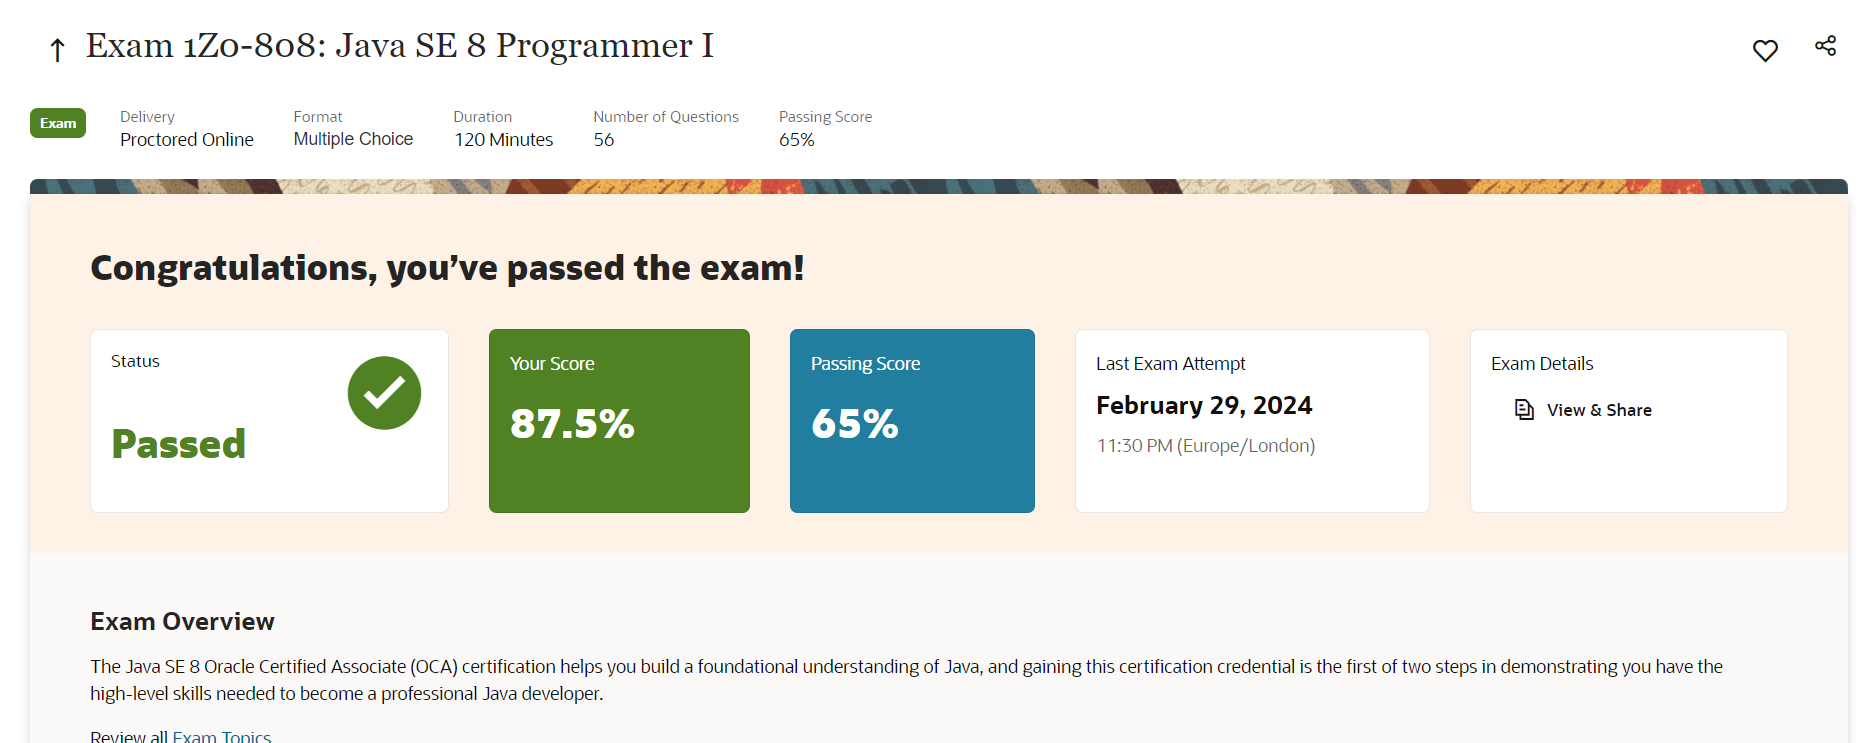 Exam 1Z0-808: Java SE 8 Programmer I
Exam
Delivery
Proctored Online
Format
Multiple Choice
Duration
120 Minutes
Number of Questions
56
Passing Score
65%
Congratulations, you’ve passed the exam!
Status
Passed
Your Score
87.5%
Passing Score
65%
Last Exam Attempt
February 29, 2024
11:30 PM (Europe/London)
Exam Details
View & Share
Exam Overview
The Java SE 8 Oracle Certified Associate (OCA) certification helps you build a foundational understanding of Java, and gaining this certification credential is the first of two steps in demonstrating you have the
high-level skills needed to become a professional Java developer.
Review all Exam Topics